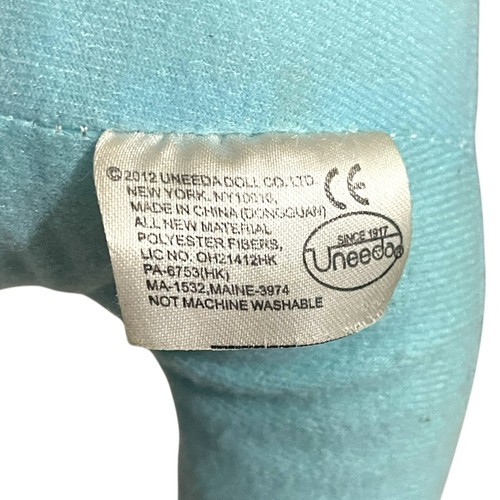 © 2012 UNEEDA DOLL CO. LTD.
NEW YORK, NY10010,
MADE IN CHINA (DONGGUAN)
ALL NEW MATERIAL
POLYESTER FIBERS,
LIC NO. OH21412HK
PA-6753(HK)
MA-1532, MAINE-3974
NOT MACHINE WASHABLE
CE
SINCE 1917
Uneeda